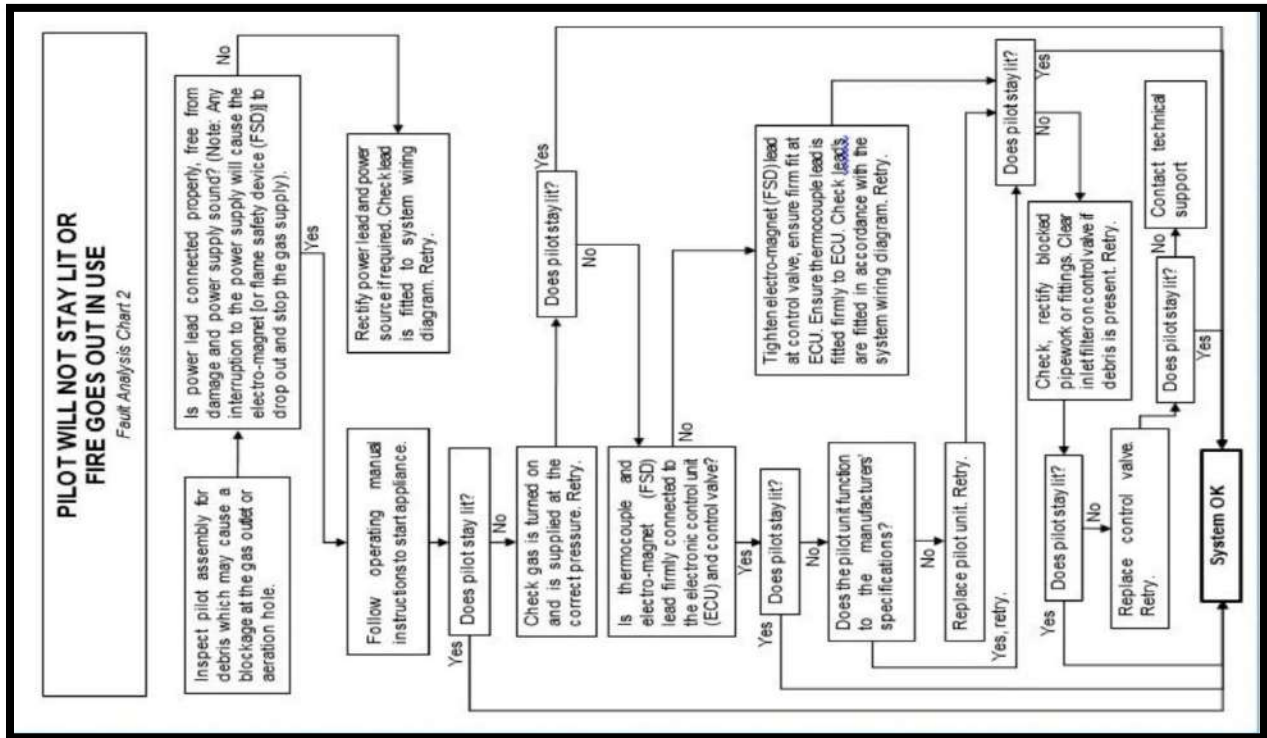 PILOT WILL NOT STAY LIT OR
FIRE GOES OUT IN USE
Fault Analysis Chart 2
Inspect pilot assembly for
debris which may cause a
blockage at the gas outlet or
aeration hole.
Is power lead connected properly, free from
damage and power supply sound? (Note: Any
interruption to the power supply will cause the
electro-magnet [or flame safety device (FSD)] to
drop out and stop the gas supply).
No
Yes
Rectify power lead and power
source if required. Check lead
is fitted to system wiring
diagram. Retry.
Follow operating manual
instructions to start appliance.
Does pilot stay lit?
Yes
No
Check gas is turned on
and is supplied at the
correct pressure. Retry.
Does pilot stay lit?
Yes
No
Is thermocouple and
electro-magnet (FSD)
lead firmly connected to
the electronic control unit
(ECU) and control valve?
No
Yes
Tighten electro-magnet (FSD) lead
at control valve, ensure firm fit at
ECU. Ensure thermocouple lead is
fitted firmly to ECU. Check lead's
are fitted in accordance with the
system wiring diagram. Retry.
Does pilot stay lit?
Yes
No
Does the pilot unit function
to the manufacturers'
specifications?
No
Yes, retry.
Replace pilot unit. Retry.
Does pilot stay lit?
No
Yes
Check, rectify blocked
pipework or fittings. Clear
inlet filter on control valve if
debris is present. Retry.
Does pilot stay lit?
Yes
No
Replace control valve.
Retry.
Does pilot stay lit?
No
Yes
Contact technical
support
System OK